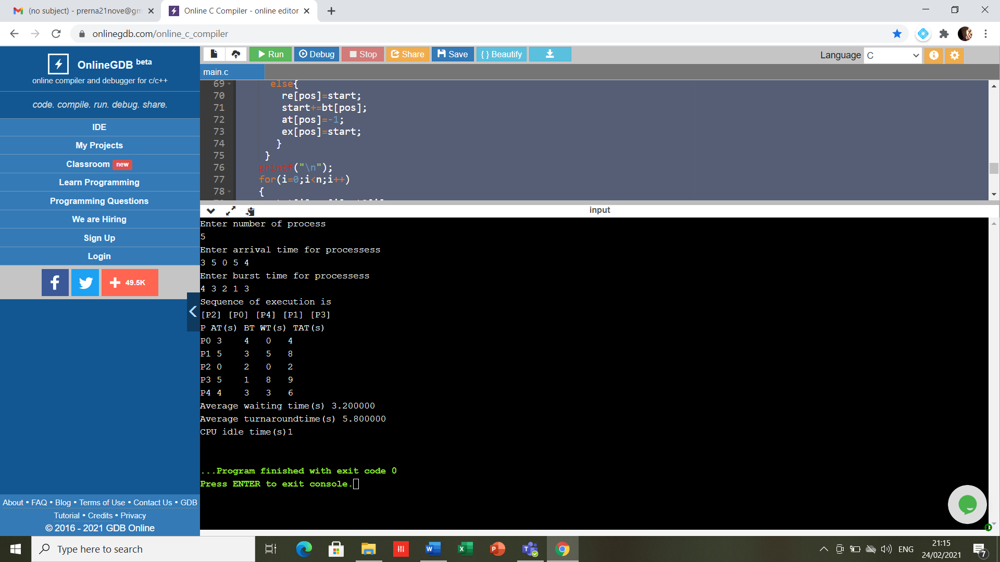 (no subject) - prerna21nove@gm
Online C Compiler - online editor
onlinegdb.com/online_c_compiler
OnlineGDB beta
online compiler and debugger for c/c++
code. compile. run. debug. share.
IDE
My Projects
Classroom new
Learn Programming
Programming Questions
We are Hiring
Sign Up
Login
49.5K
About • FAQ • Blog • Terms of Use • Contact Us • GDB
Tutorial • Credits • Privacy
© 2016 - 2021 GDB Online
Run Debug Stop Share Save { } Beautify
Language C
main.c
69 else{
70 re[pos]=start;
71 start+=bt[pos];
72 at[pos]=-1;
73 ex[pos]=start;
74 }
75 }
76 printf("\n");
77 for(i=0;i<n;i++)
78 {
input
Enter number of process
5
Enter arrival time for processess
3 5 0 5 4
Enter burst time for processess
4 3 2 1 3
Sequence of execution is
[P2] [P0] [P4] [P1] [P3]
P AT(s) BT WT(s) TAT(s)
P0 3 4 0 4
P1 5 3 5 8
P2 0 2 0 2
P3 5 1 8 9
P4 4 3 3 6
Average waiting time(s) 3.200000
Average turnaroundtime(s) 5.800000
CPU idle time(s)1
...Program finished with exit code 0
Press ENTER to exit console.
Type here to search
ENG
21:15
24/02/2021
7